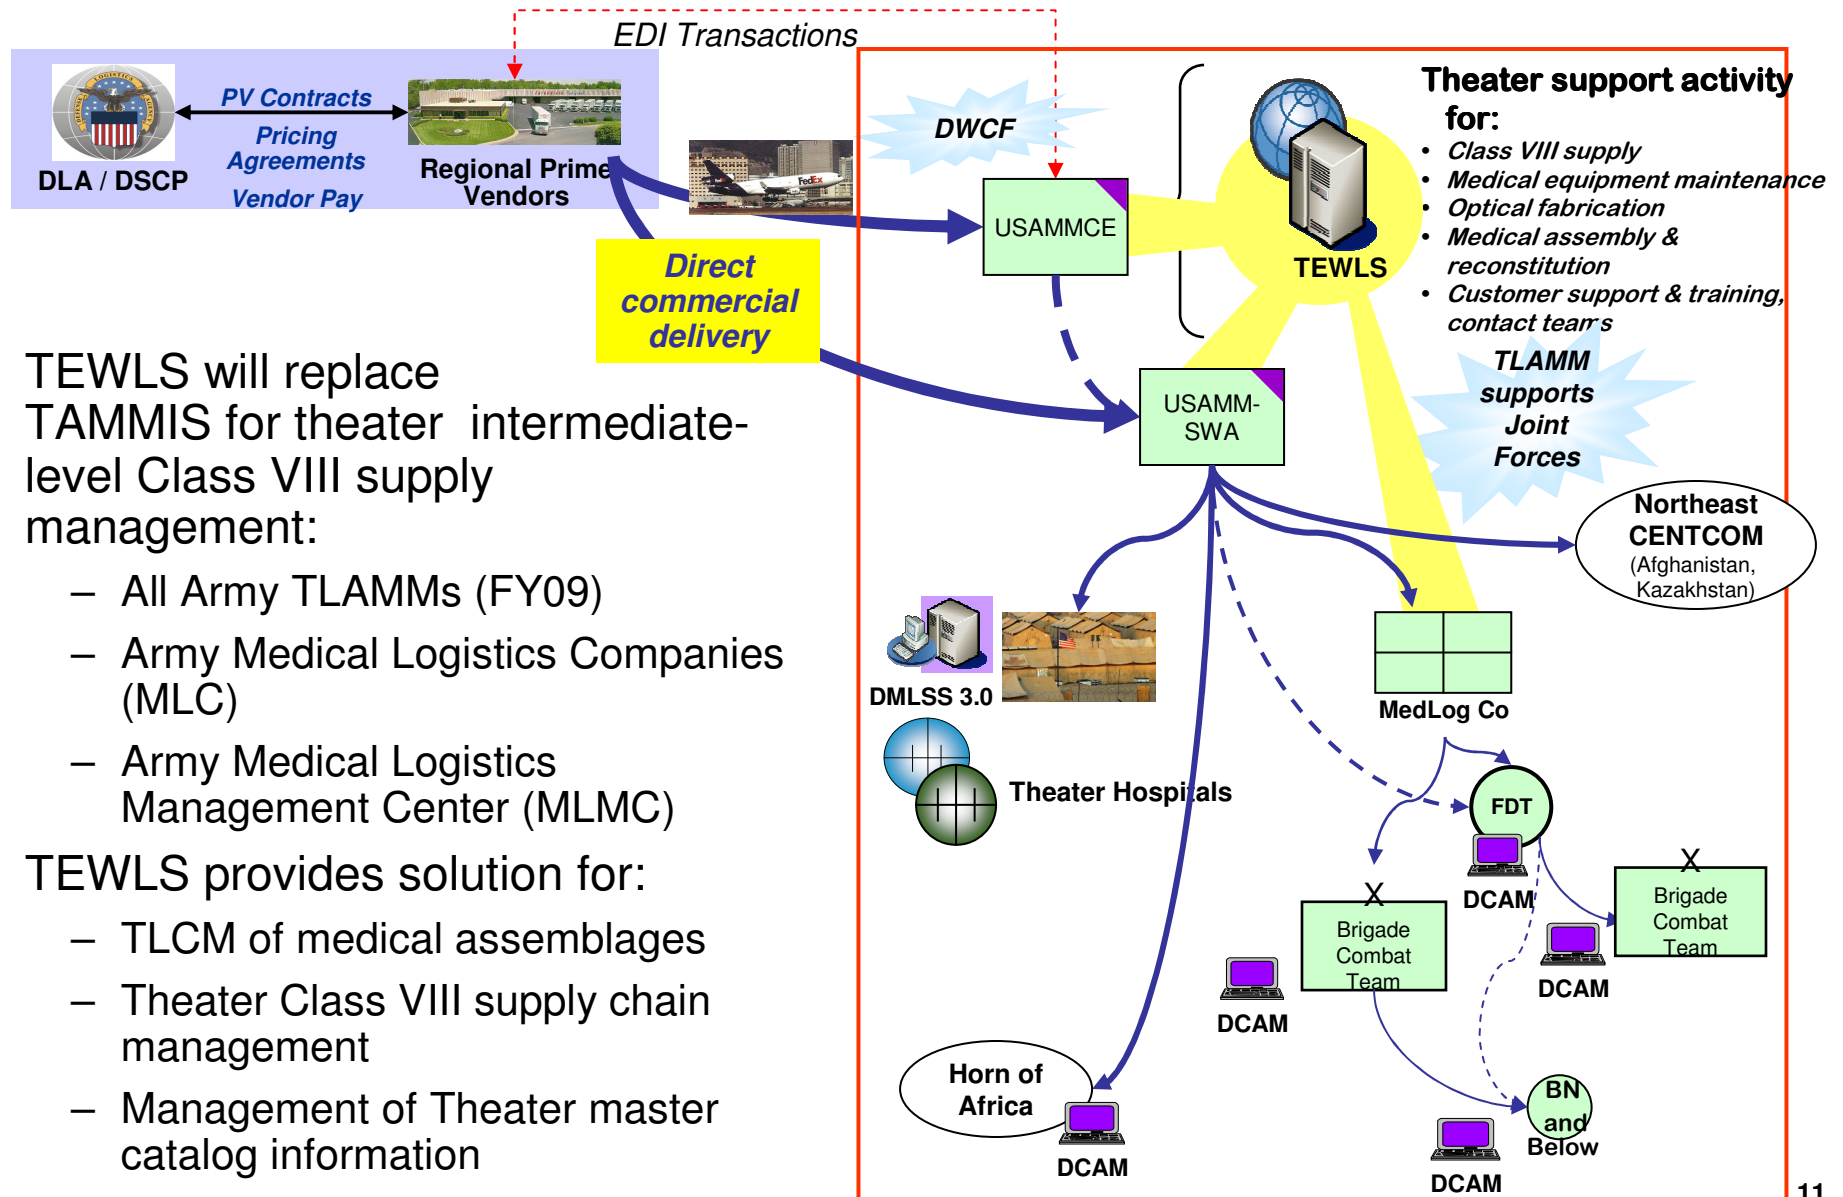 EDI Transactions
PV Contracts
Pricing
Agreements
Vendor Pay
DLA / DSCP
Regional Prime
Vendors
FedEx
Direct
commercial
delivery
DWCF
USAMMCE
TEWLS
Theater support activity
for:
• Class VIII supply
• Medical equipment maintenance
• Optical fabrication
• Medical assembly &
reconstitution
• Customer support & training,
contact teams
TLAMM
supports
Joint
Forces
USAMM-
SWA
Northeast
CENTCOM
(Afghanistan,
Kazakhstan)
TEWLS will replace
TAMMIS for theater intermediate-
level Class VIII supply
management:
– All Army TLAMMs (FY09)
– Army Medical Logistics Companies
(MLC)
– Army Medical Logistics
Management Center (MLMC)
TEWLS provides solution for:
– TLCM of medical assemblages
– Theater Class VIII supply chain
management
– Management of Theater master
catalog information
DMLSS 3.0
Theater Hospitals
MedLog Co
FDT
DCAM
X
Brigade
Combat
Team
DCAM
X
Brigade
Combat
Team
DCAM
Horn of
Africa
DCAM
BN
and
Below
DCAM
11